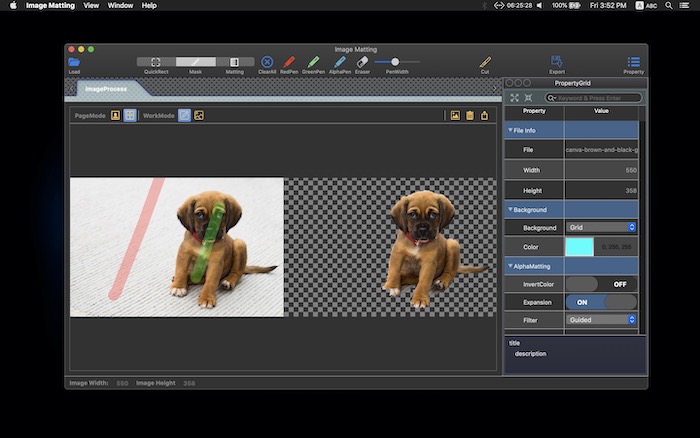 Image Matting View Window Help 06:25:28 100% Fri 3:52 PM A ABC
Image Matting
Load QuickRect Mask Matting ClearAll RedPen GreenPen AlphaPen Eraser PenWidth Cut Export Property
ImageProcess
PropertyGrid
PageMode WorkMode
Keyword & Press Enter
Property Value
File Info
File canva-brown-and-black-g
Width 550
Height 358
Background
Background Grid
Color 0, 255, 255
AlphaMatting
InvertColor OFF
Expansion ON
Filter Guided
title
description
Image Width: 550 Image Height 358